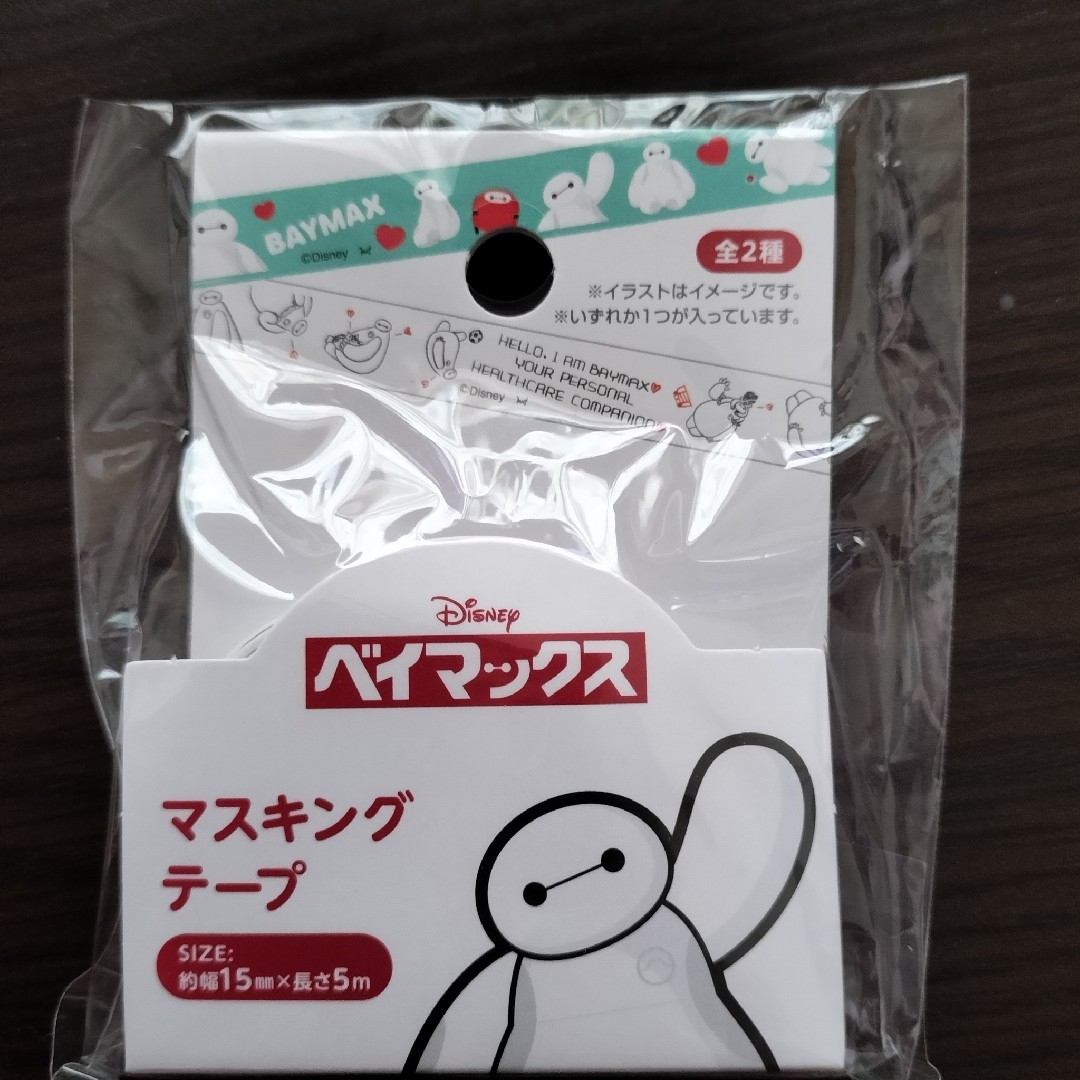 BAYMAX
©Disney
全2種
※イラストはイメージです。
※いずれか1つが入っています。
HELLO. I AM BAYMAX
YOUR PERSONAL
HEALTHCARE COMPANION
©Disney
Disney
ベイマックス
マスキング
テープ
SIZE:
約幅15mm×長さ5m